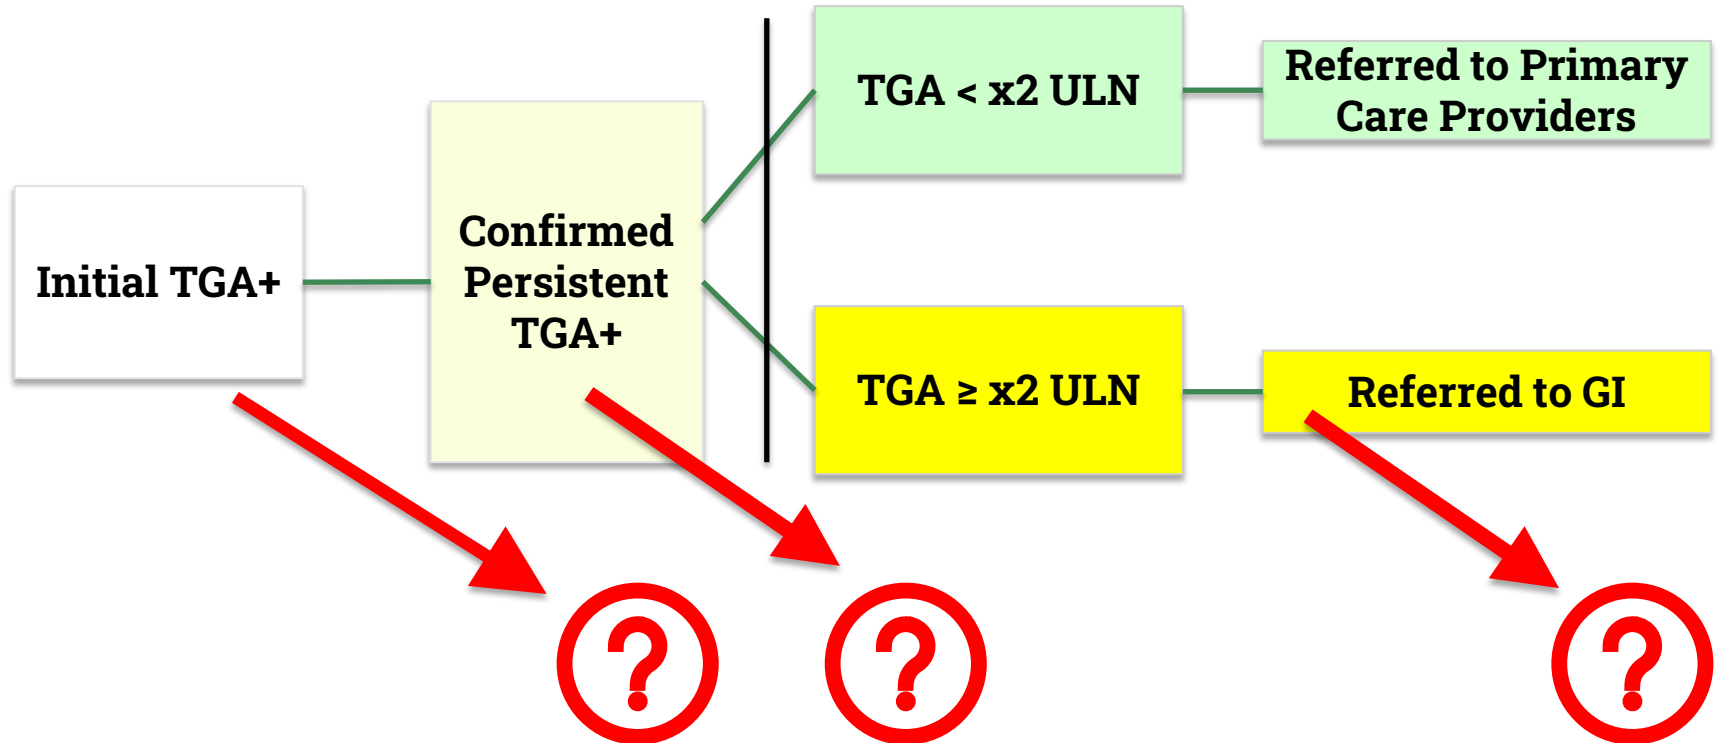 Initial TGA+
Confirmed
Persistent
TGA+
TGA < x2 ULN
Referred to Primary
Care Providers
TGA ≥ x2 ULN
Referred to GI
?
?
?